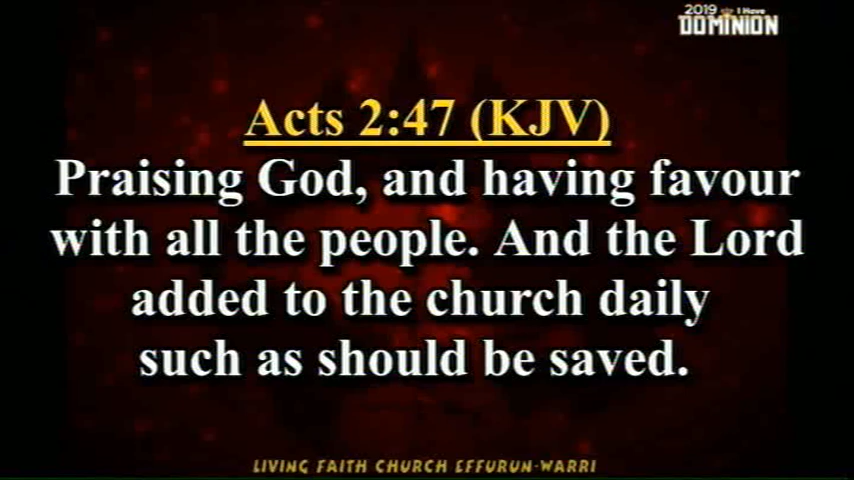 2019 I Have
DOMINION
Acts 2:47 (KJV)
Praising God, and having favour
with all the people. And the Lord
added to the church daily
such as should be saved.
LIVING FAITH CHURCH EFFURUN-WARRI